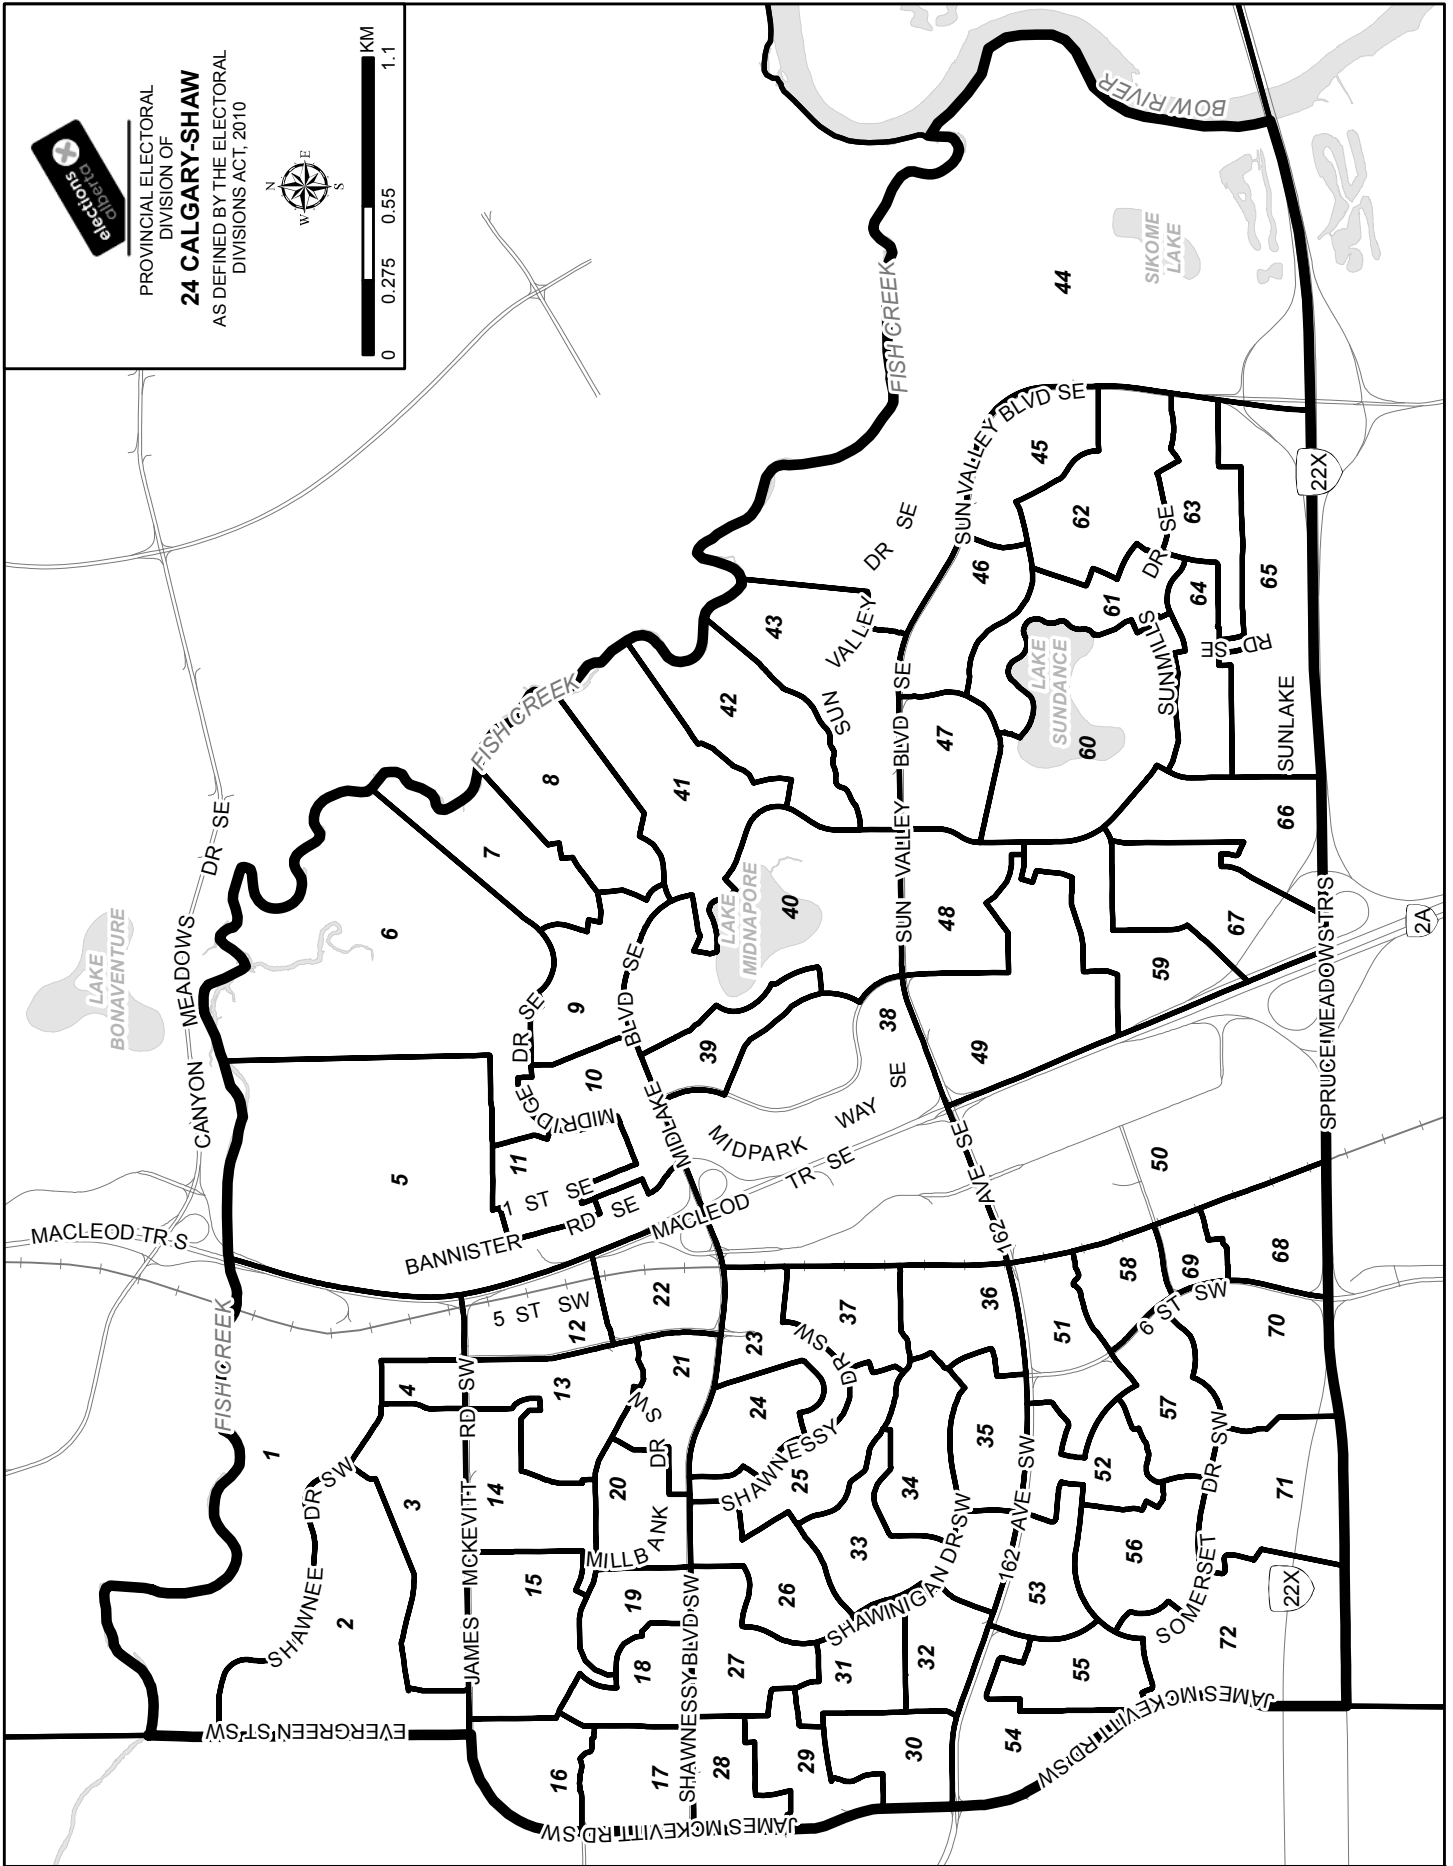 elections
alberta
PROVINCIAL ELECTORAL
DIVISION OF
24 CALGARY-SHAW
AS DEFINED BY THE ELECTORAL
DIVISIONS ACT, 2010
N
E
S
W
0 0.275 0.55 1.1
KM
MACLEOD TR S
CANYON MEADOWS DR SE
LAKE
BONAVENTURE
FISH CREEK
FISH CREEK
FISH CREEK
BOW RIVER
SIKOME
LAKE
LAKE
MIDNAPORE
LAKE
SUNDANCE
BANNISTER RD SE
1 ST SE
MIDRIDGE DR SE
MIDLAKE BLVD SE
MACLEOD TR SE
MIDPARK WAY SE
162 AVE SE
SUN VALLEY BLVD SE
SUN VALLEY DR SE
SUN VALLEY BLVD SE
SUNMILLS DR SE
SUNLAKE RD SE
SPRUCE MEADOWS TR S
22X
2A
5 ST SW
JAMES MCKEVITT RD SW
SHAWNEE DR SW
EVERGREEN ST SW
MILLBANK DR SW
SHAWNESSY BLVD SW
SHAWNESSY DR SW
SHAWINIGAN DR SW
162 AVE SW
6 ST SW
SOMERSET DR SW
JAMES MCKEVITT RD SW
JAMES MCKEVITT RD SW
22X
1
2
3
4
5
6
7
8
9
10
11
12
13
14
15
16
17
18
19
20
21
22
23
24
25
26
27
28
29
30
31
32
33
34
35
36
37
38
39
40
41
42
43
44
45
46
47
48
49
50
51
52
53
54
55
56
57
58
59
60
61
62
63
64
65
66
67
68
69
70
71
72